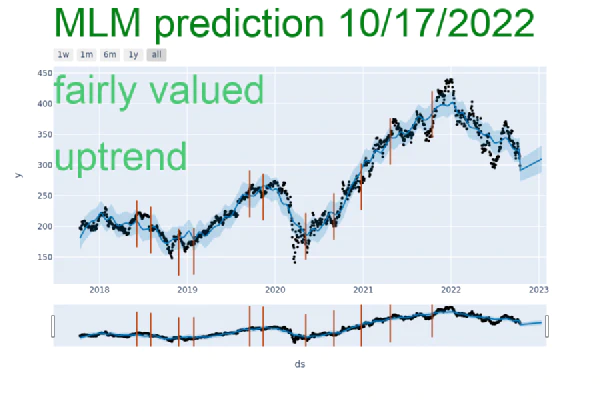 MLM prediction 10/17/2022
1w 1m 6m 1y all
450
fairly valued
400
350
uptrend
300
y
250
200
150
2018 2019 2020 2021 2022 2023
ds